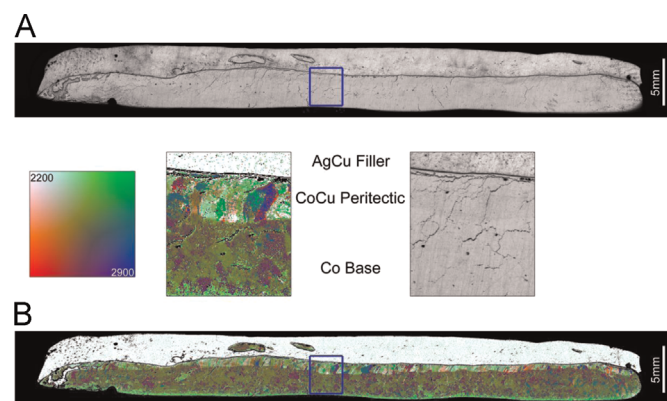 A
5mm
2200
2900
AgCu Filler
CoCu Peritectic
Co Base
B
5mm